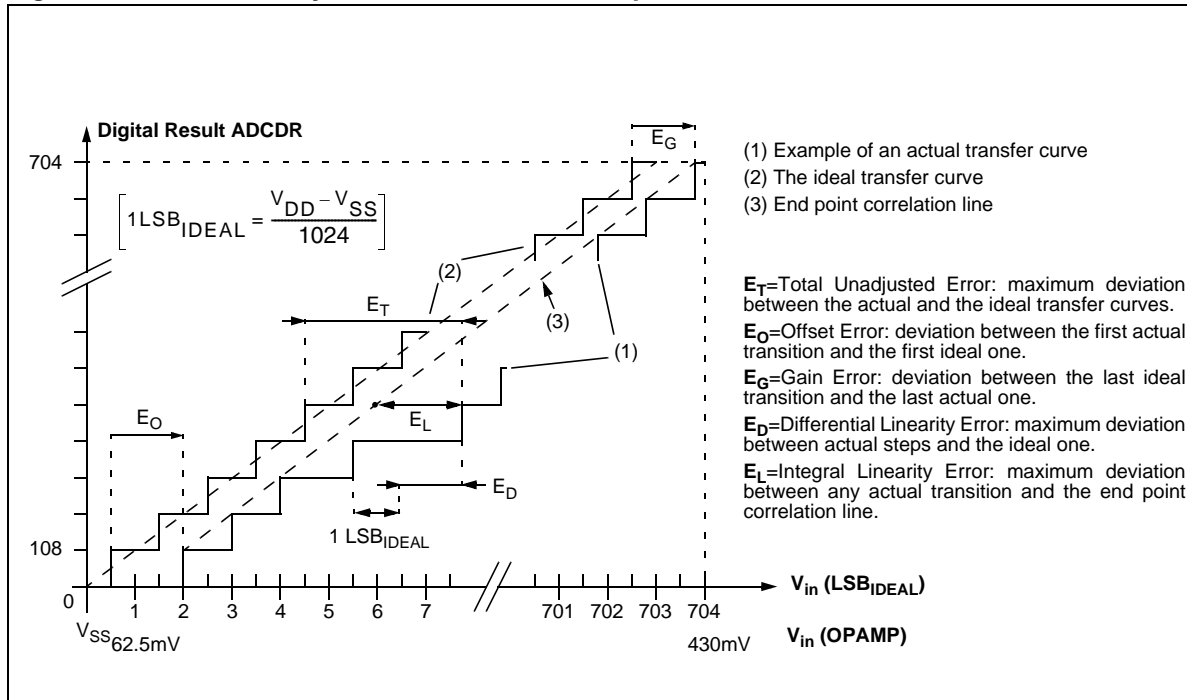 Digital Result ADCDR
704
E_G
(1) Example of an actual transfer curve
(2) The ideal transfer curve
(3) End point correlation line
1LSB_IDEAL = (V_DD – V_SS) / 1024
(2)
E_T
(3)
(1)
E_O
E_L
E_D
1 LSB_IDEAL
108
E_T=Total Unadjusted Error: maximum deviation
between the actual and the ideal transfer curves.
E_O=Offset Error: deviation between the first actual
transition and the first ideal one.
E_G=Gain Error: deviation between the last ideal
transition and the last actual one.
E_D=Differential Linearity Error: maximum deviation
between actual steps and the ideal one.
E_L=Integral Linearity Error: maximum deviation
between any actual transition and the end point
correlation line.
0 1 2 3 4 5 6 7 701 702 703 704
V_in (LSB_IDEAL)
V_SS 62.5mV 430mV
V_in (OPAMP)